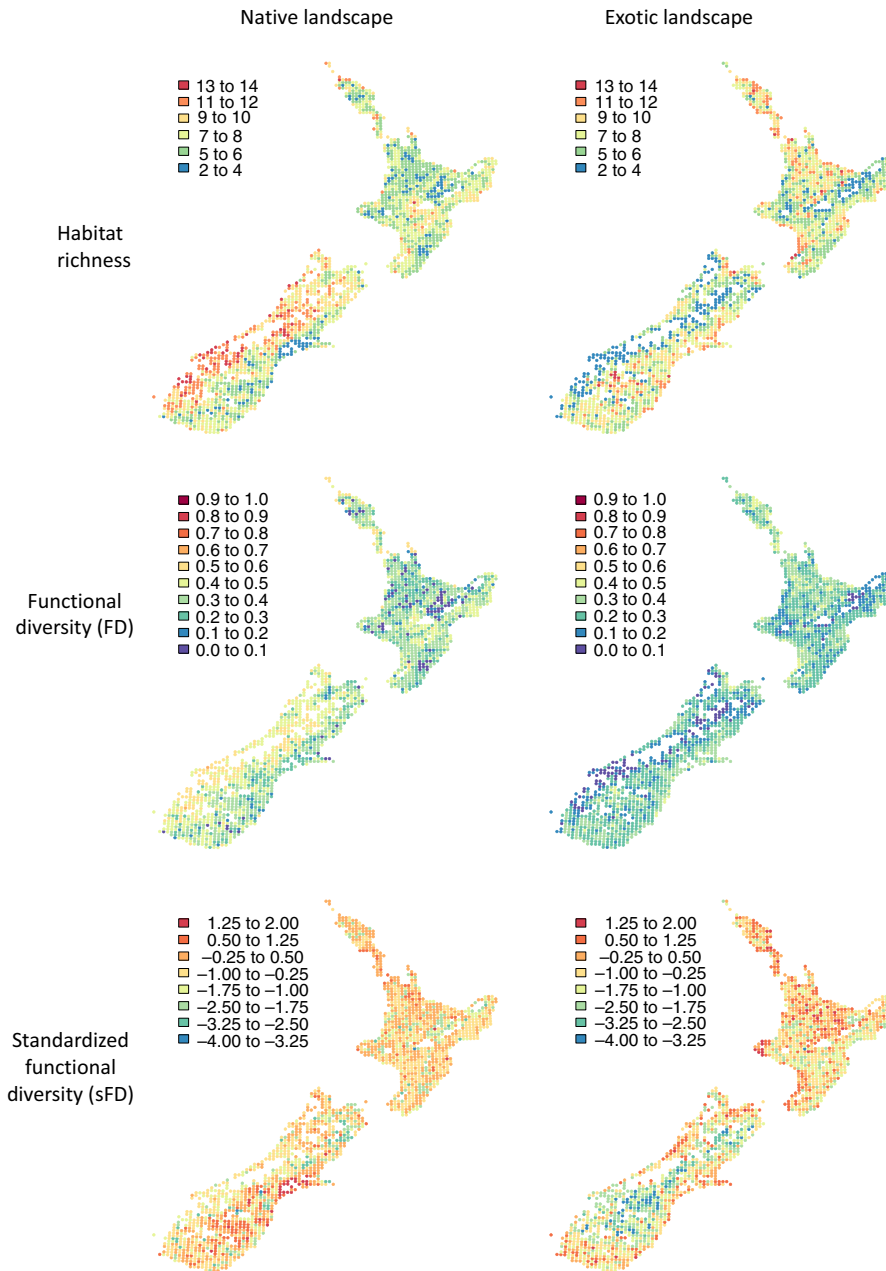 Native landscape
Exotic landscape
Habitat
richness
13 to 14
11 to 12
9 to 10
7 to 8
5 to 6
2 to 4
13 to 14
11 to 12
9 to 10
7 to 8
5 to 6
2 to 4
Functional
diversity (FD)
0.9 to 1.0
0.8 to 0.9
0.7 to 0.8
0.6 to 0.7
0.5 to 0.6
0.4 to 0.5
0.3 to 0.4
0.2 to 0.3
0.1 to 0.2
0.0 to 0.1
0.9 to 1.0
0.8 to 0.9
0.7 to 0.8
0.6 to 0.7
0.5 to 0.6
0.4 to 0.5
0.3 to 0.4
0.2 to 0.3
0.1 to 0.2
0.0 to 0.1
Standardized
functional
diversity (sFD)
1.25 to 2.00
0.50 to 1.25
−0.25 to 0.50
−1.00 to −0.25
−1.75 to −1.00
−2.50 to −1.75
−3.25 to −2.50
−4.00 to −3.25
1.25 to 2.00
0.50 to 1.25
−0.25 to 0.50
−1.00 to −0.25
−1.75 to −1.00
−2.50 to −1.75
−3.25 to −2.50
−4.00 to −3.25